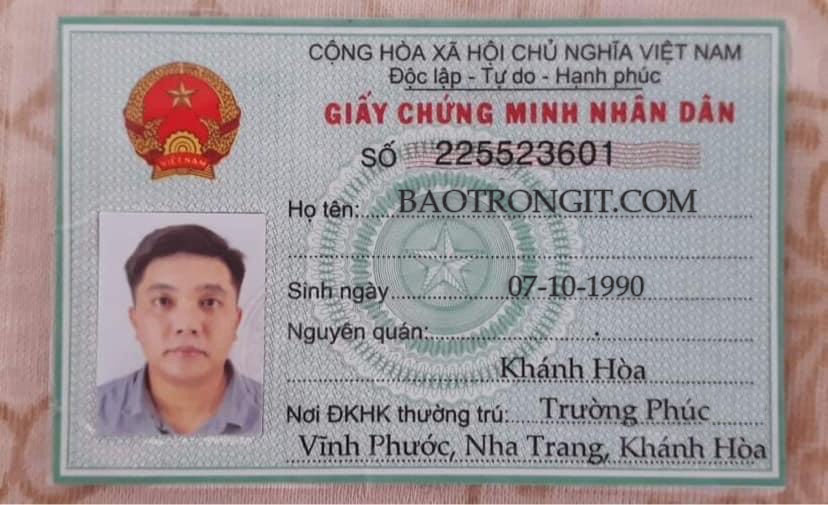 CỘNG HÒA XÃ HỘI CHỦ NGHĨA VIỆT NAM
Độc lập - Tự do - Hạnh phúc
GIẤY CHỨNG MINH NHÂN DÂN
SỐ 225523601
VIỆT NAM
Họ tên: BAOTRONGIT.COM
Sinh ngày 07-10-1990
Nguyên quán:
Khánh Hòa
Nơi ĐKHK thường trú: Trường Phúc
Vĩnh Phước, Nha Trang, Khánh Hòa